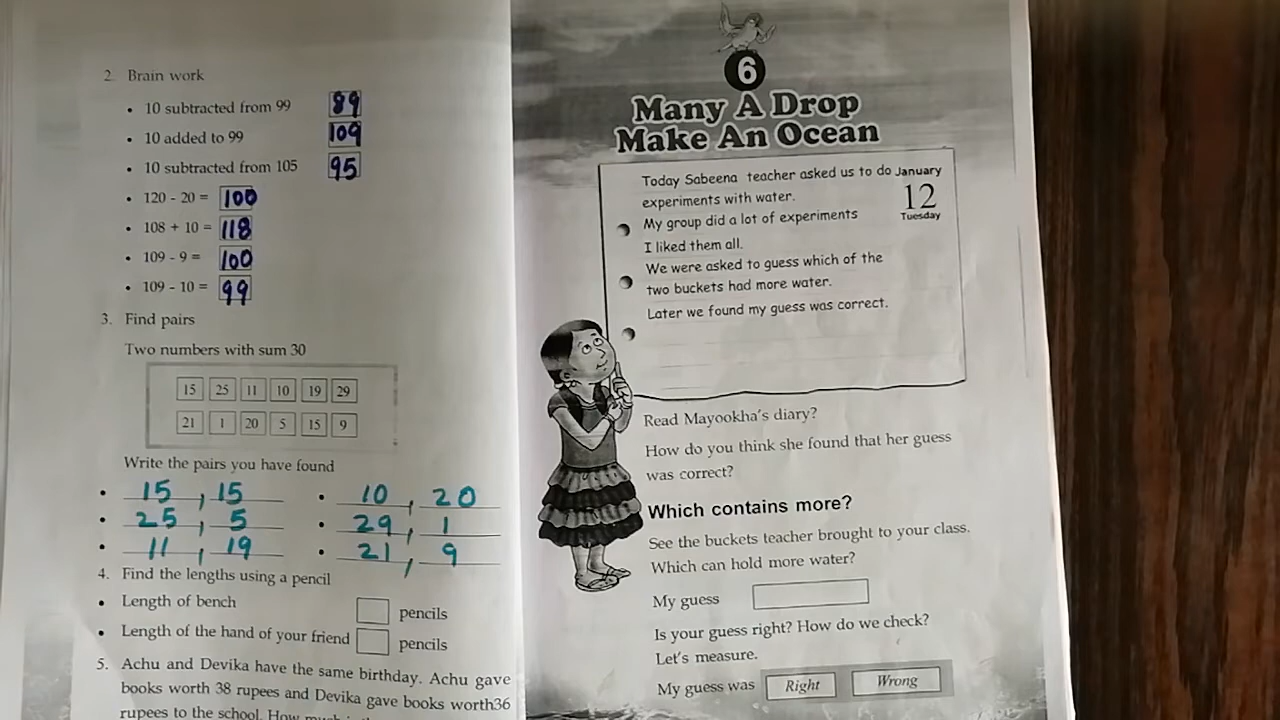 2. Brain work
• 10 subtracted from 99 89
• 10 added to 99 109
• 10 subtracted from 105 95
• 120 - 20 = 100
• 108 + 10 = 118
• 109 - 9 = 100
• 109 - 10 = 99
3. Find pairs
Two numbers with sum 30
15 25 11 10 19 29
21 1 20 5 15 9
Write the pairs you have found
• 15, 15 • 10, 20
• 25, 5 • 29, 1
• 11, 19 • 21, 9
4. Find the lengths using a pencil
• Length of bench pencils
• Length of the hand of your friend pencils
5. Achu and Devika have the same birthday. Achu gave
books worth 38 rupees and Devika gave books worth36
rupees to the school. How
6
Many A Drop
Make An Ocean
January
12
Tuesday
Today Sabeena teacher asked us to do
experiments with water.
My group did a lot of experiments
I liked them all.
We were asked to guess which of the
two buckets had more water.
Later we found my guess was correct.
Read Mayookha's diary?
How do you think she found that her guess
was correct?
Which contains more?
See the buckets teacher brought to your class.
Which can hold more water?
My guess
Is your guess right? How do we check?
Let's measure.
My guess was Right Wrong